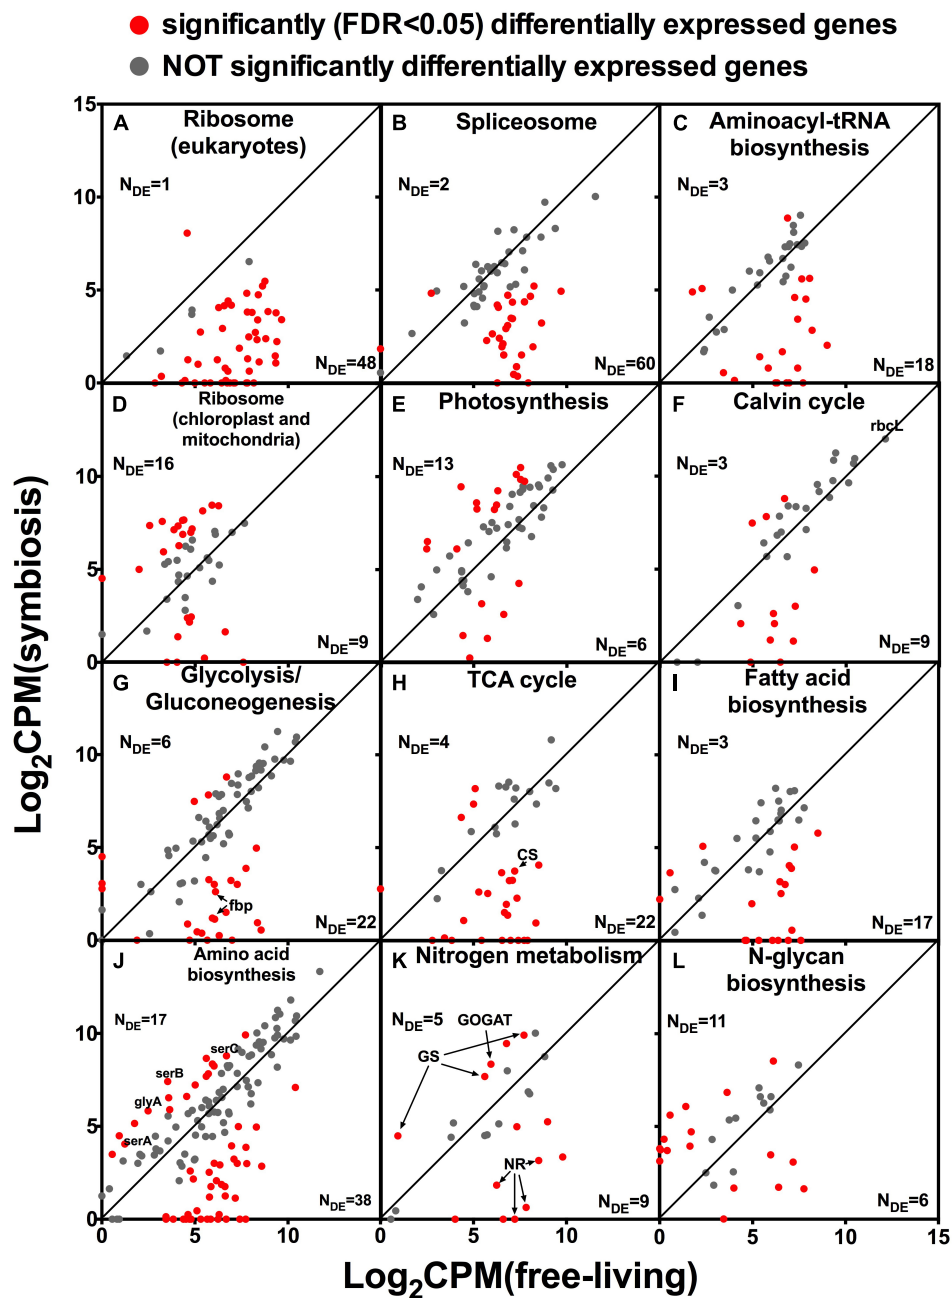 significantly (FDR<0.05) differentially expressed genes
NOT significantly differentially expressed genes
Log2CPM(symbiosis)
15
10
5
0
A
Ribosome
(eukaryotes)
NDE=1
NDE=48
B
Spliceosome
NDE=2
NDE=60
C
Aminoacyl-tRNA
biosynthesis
NDE=3
NDE=18
10
5
0
D
Ribosome
(chloroplast and
mitochondria)
NDE=16
NDE=9
E
Photosynthesis
NDE=13
NDE=6
F
Calvin cycle
rbcL
NDE=3
NDE=9
10
5
0
G
Glycolysis/
Gluconeogenesis
NDE=6
fbp
NDE=22
H
TCA cycle
NDE=4
CS
NDE=22
I
Fatty acid
biosynthesis
NDE=3
NDE=17
10
5
0
J
Amino acid
biosynthesis
NDE=17
serC
serB
glyA
serA
NDE=38
K
Nitrogen metabolism
NDE=5
GOGAT
GS
NR
NDE=9
L
N-glycan
biosynthesis
NDE=11
NDE=6
5 10 0 5 10 0 5 10 15
Log2CPM(free-living)